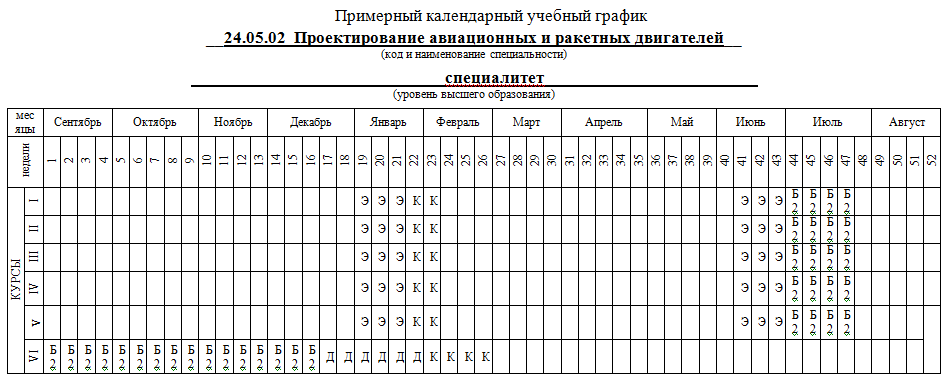 Примерный календарный учебный график
24.05.02 Проектирование авиационных и ракетных двигателей
(код и наименование специальности)
специалитет
(уровень высшего образования)
мес яцы Сентябрь Октябрь Ноябрь Декабрь Январь Февраль Март Апрель Май Июнь Июль Август
недели 1 2 3 4 5 6 7 8 9 10 11 12 13 14 15 16 17 18 19 20 21 22 23 24 25 26 27 28 29 30 31 32 33 34 35 36 37 38 39 40 41 42 43 44 45 46 47 48 49 50 51 52
КУРСЫ
I Э Э Э К К Э Э Э Б2 Б2 Б2 Б2
II Э Э Э К К Э Э Э Б2 Б2 Б2 Б2
III Э Э Э К К Э Э Э Б2 Б2 Б2 Б2
IV Э Э Э К К Э Э Э Б2 Б2 Б2 Б2
V Э Э Э К К Э Э Э Б2 Б2 Б2 Б2
VI Б2 Б2 Б2 Б2 Б2 Б2 Б2 Б2 Б2 Б2 Б2 Б2 Б2 Б2 Б2 Б2 Д Д Д Д Д Д К К К К